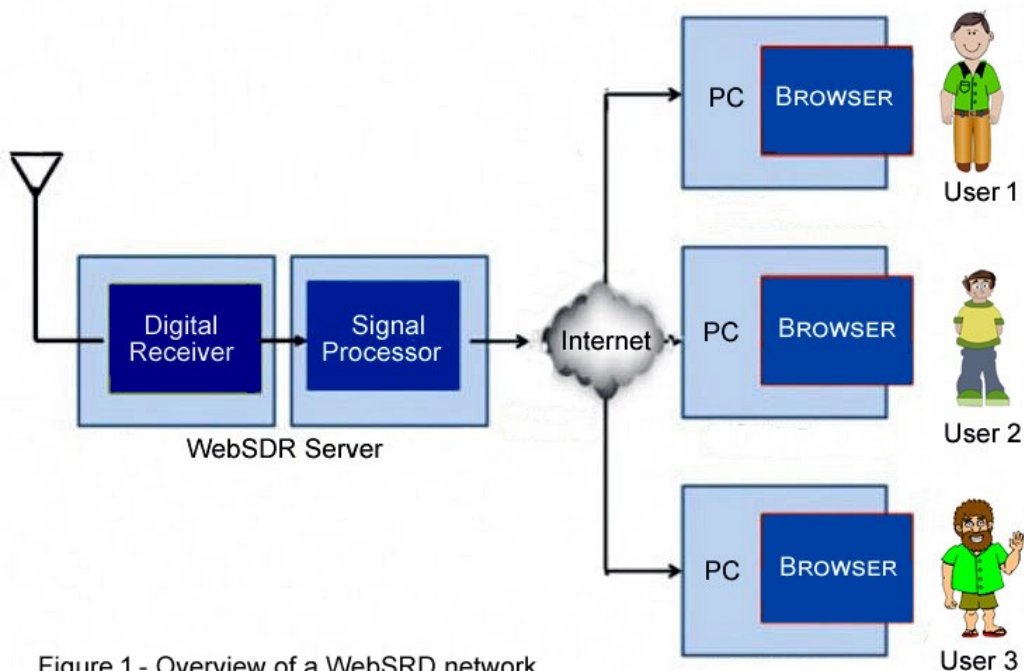 PC
BROWSER
User 1
Digital
Receiver
Signal
Processor
WebSDR Server
Internet
PC
BROWSER
User 2
PC
BROWSER
User 3
Figure 1 - Overview of a WebSRD network